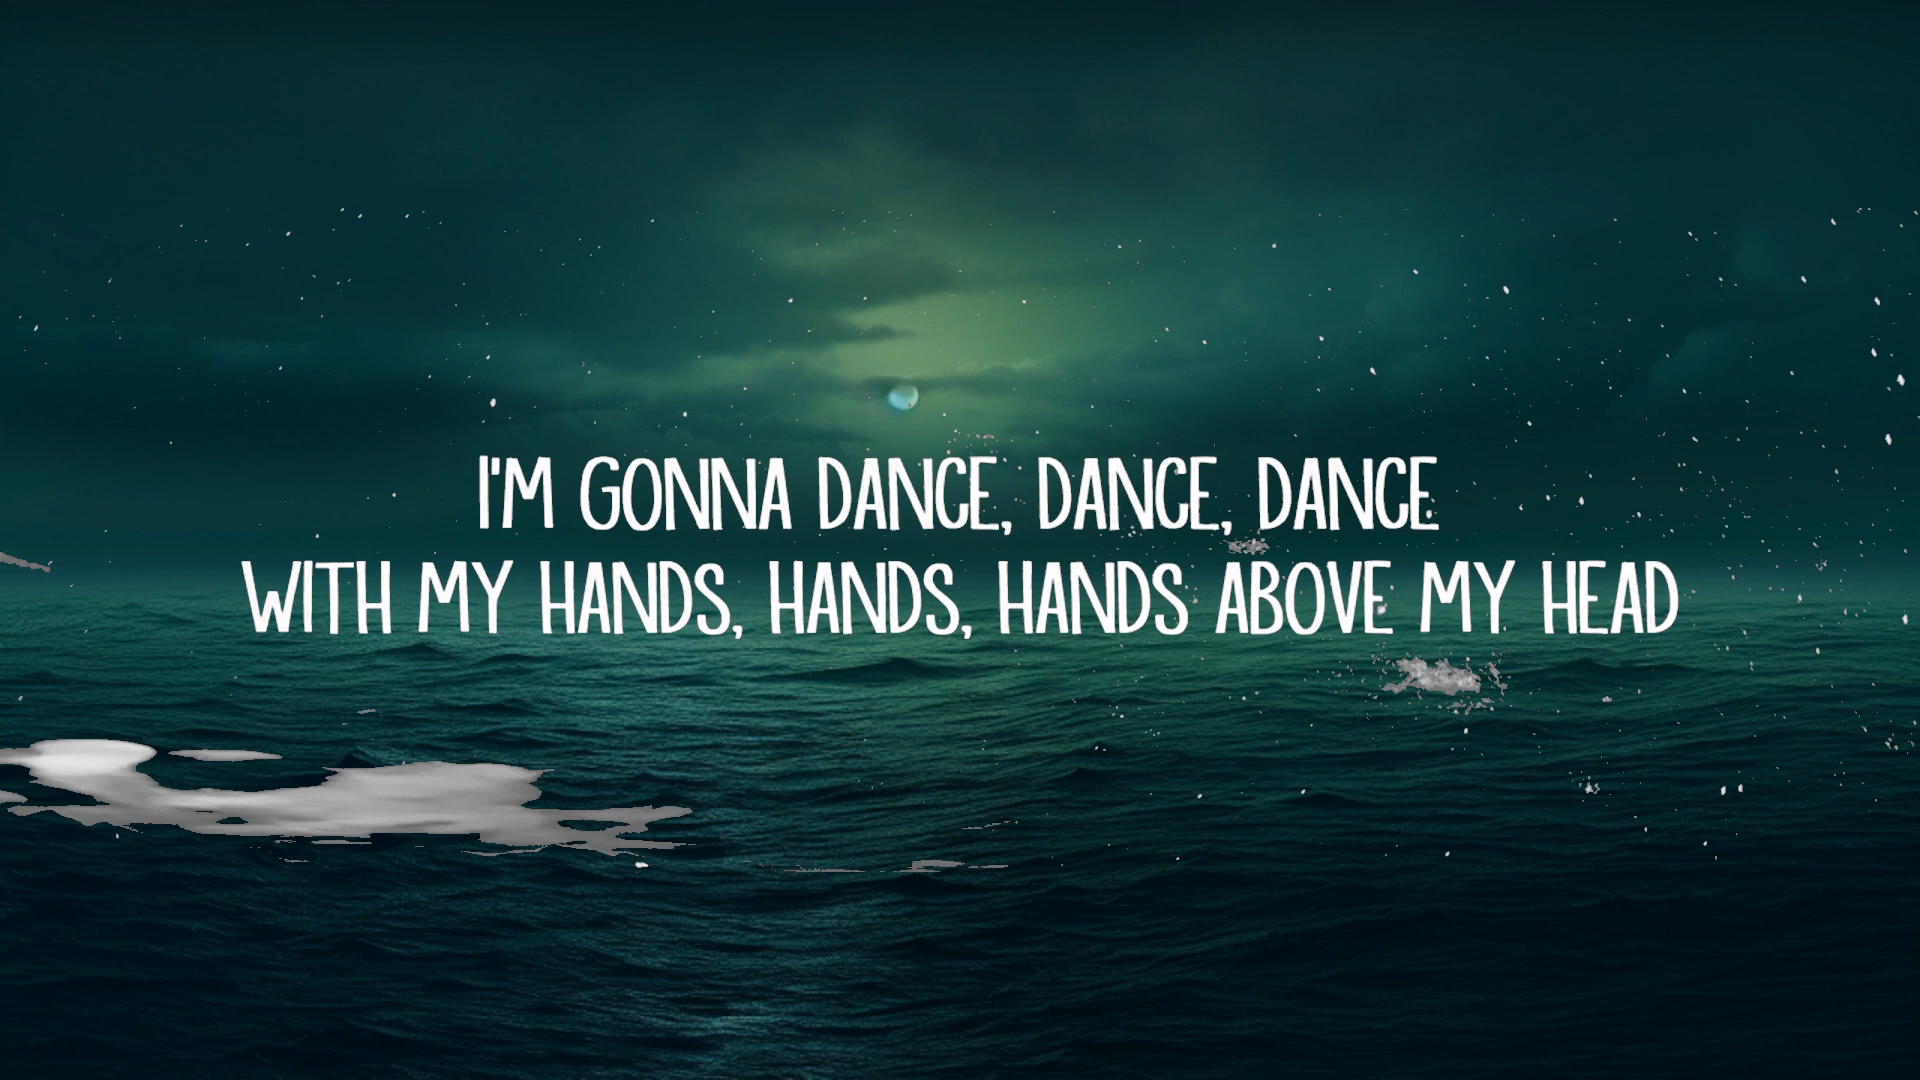 I'M GONNA DANCE, DANCE, DANCE
WITH MY HANDS, HANDS, HANDS ABOVE MY HEAD